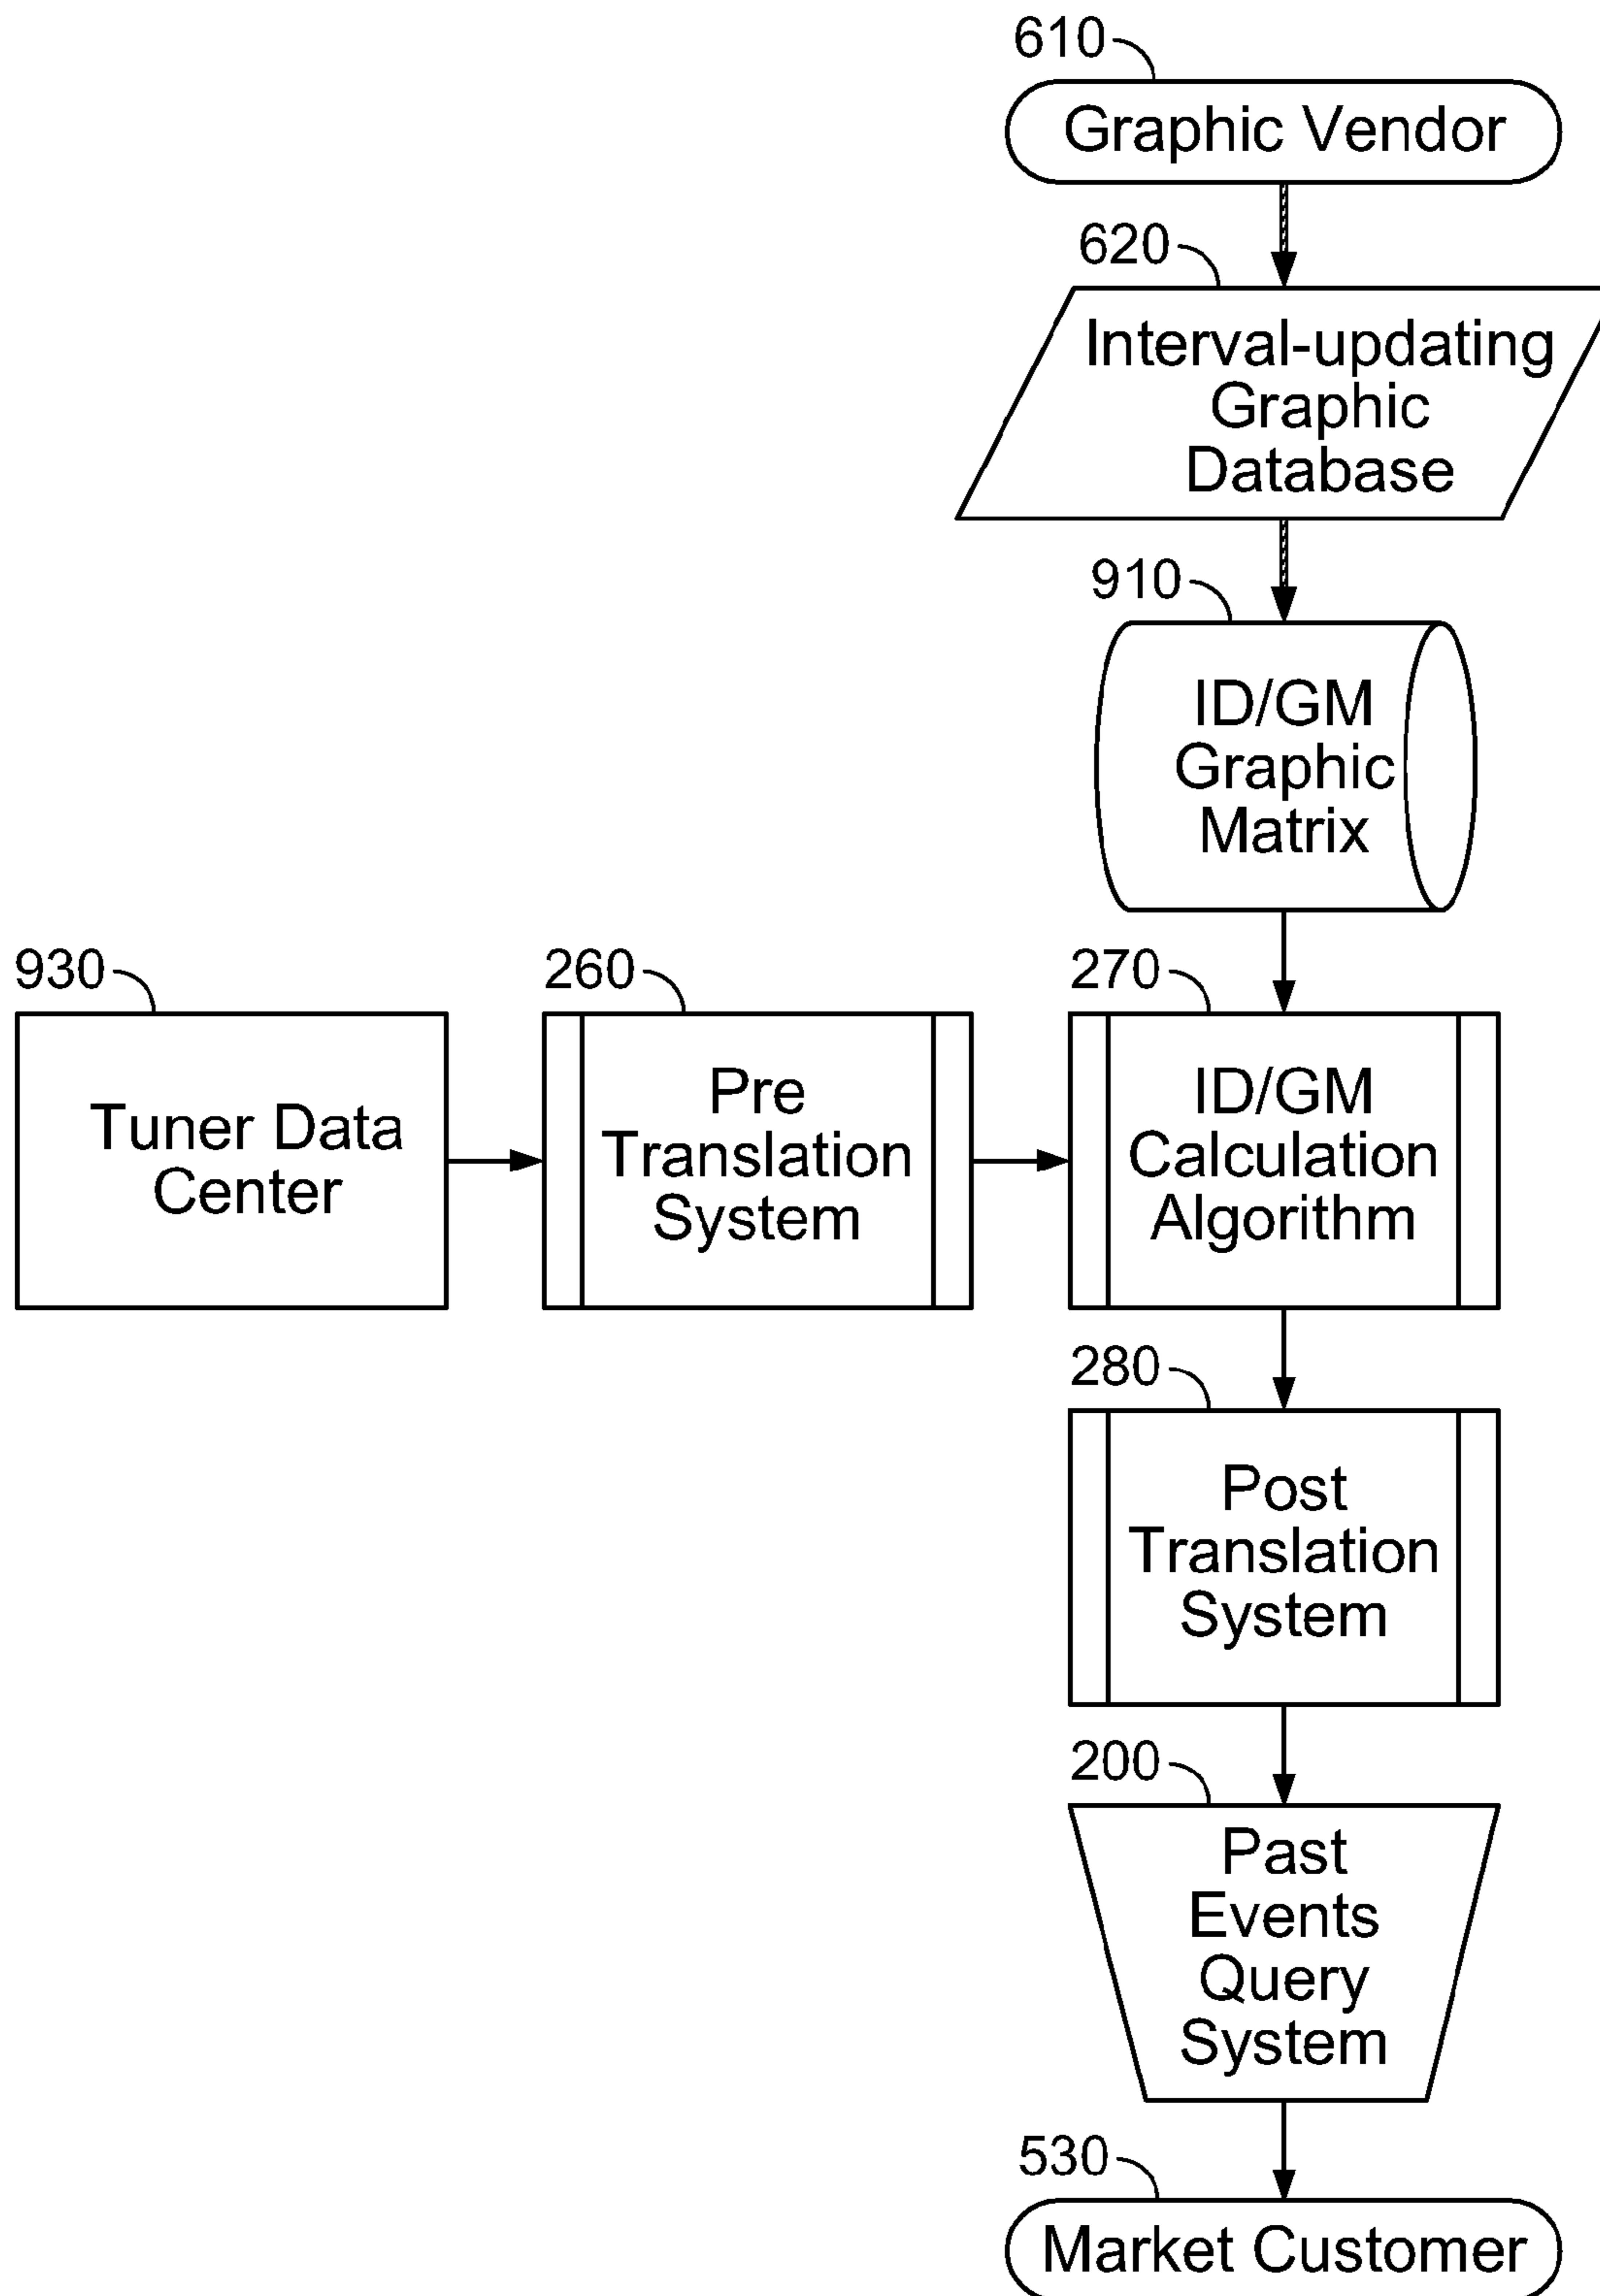 610
Graphic Vendor
620
Interval-updating
Graphic
Database
910
ID/GM
Graphic
Matrix
930
Tuner Data
Center
260
Pre
Translation
System
270
ID/GM
Calculation
Algorithm
280
Post
Translation
System
200
Past
Events
Query
System
530
Market Customer